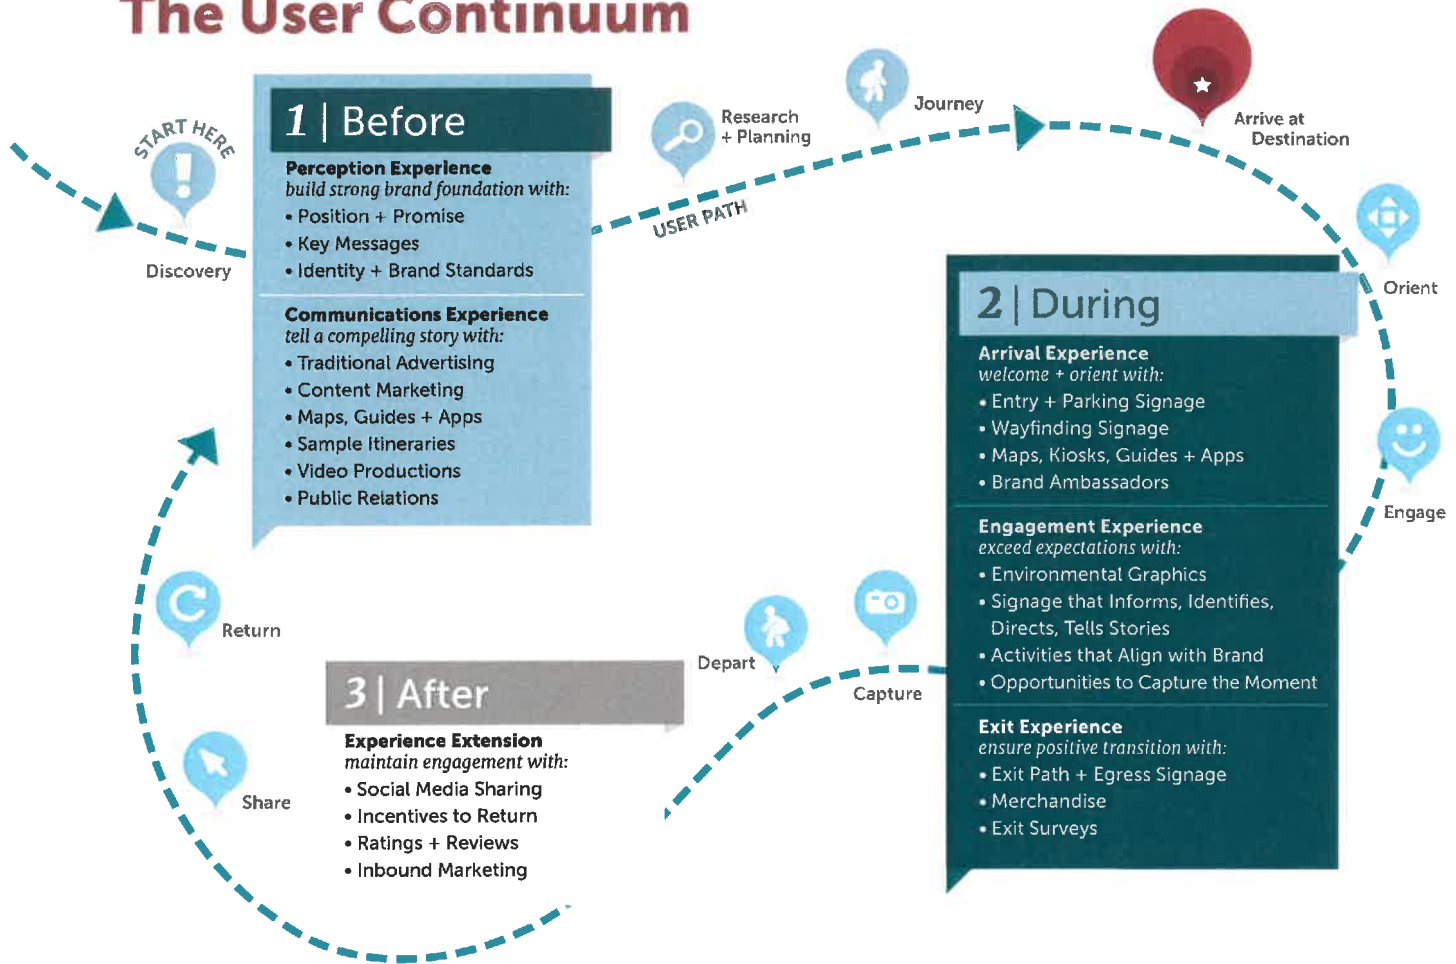 The User Continuum
START HERE
Discovery
1 | Before
Perception Experience
build strong brand foundation with:
• Position + Promise
• Key Messages
• Identity + Brand Standards
Communications Experience
tell a compelling story with:
• Traditional Advertising
• Content Marketing
• Maps, Guides + Apps
• Sample Itineraries
• Video Productions
• Public Relations
USER PATH
Research
+ Planning
Journey
Arrive at
Destination
Orient
Engage
2 | During
Arrival Experience
welcome + orient with:
• Entry + Parking Signage
• Wayfinding Signage
• Maps, Kiosks, Guides + Apps
• Brand Ambassadors
Engagement Experience
exceed expectations with:
• Environmental Graphics
• Signage that Informs, Identifies,
Directs, Tells Stories
• Activities that Align with Brand
• Opportunities to Capture the Moment
Exit Experience
ensure positive transition with:
• Exit Path + Egress Signage
• Merchandise
• Exit Surveys
Capture
Depart
3 | After
Experience Extension
maintain engagement with:
• Social Media Sharing
• Incentives to Return
• Ratings + Reviews
• Inbound Marketing
Share
Return